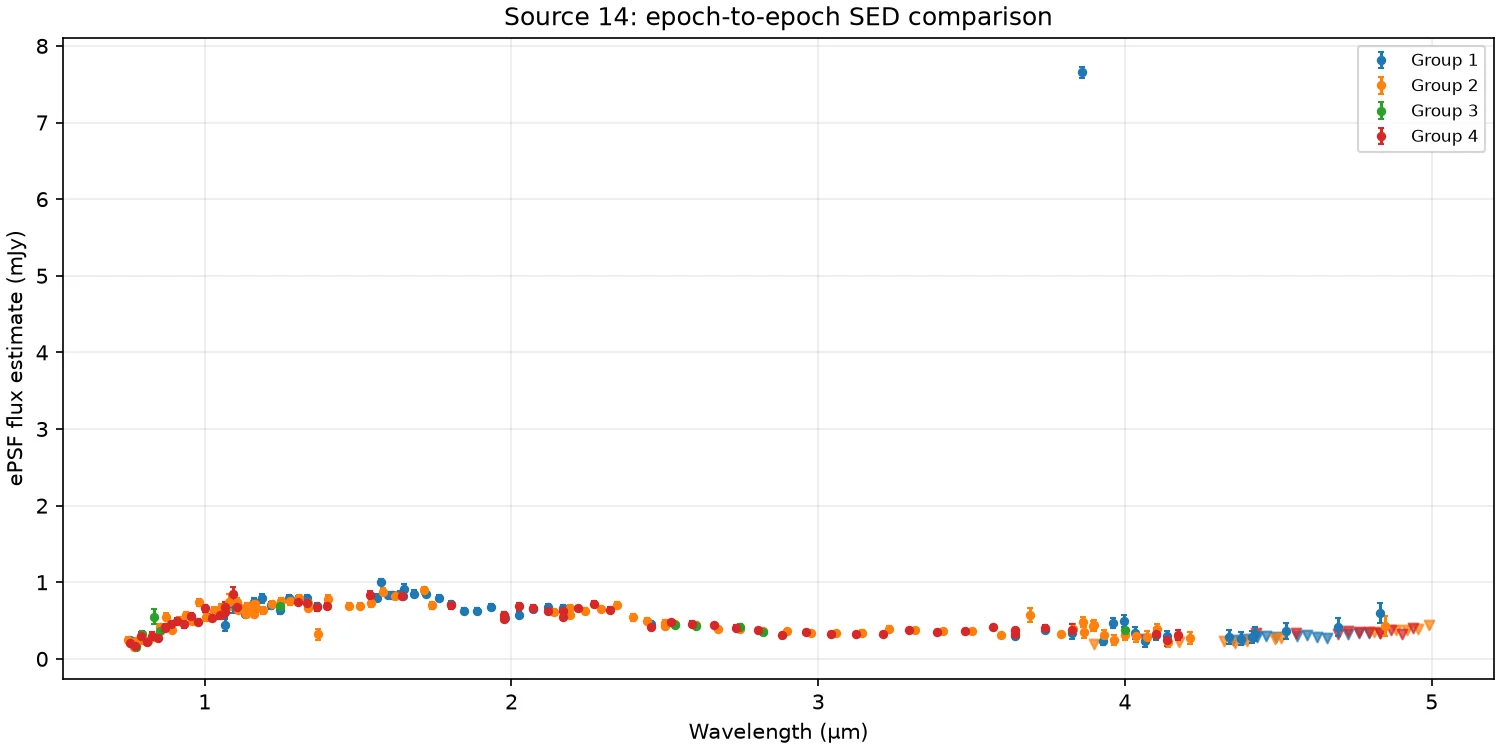 Source 14: epoch-to-epoch SED comparison
ePSF flux estimate (mJy)
8
7
6
5
4
3
2
1
0
Group 1
Group 2
Group 3
Group 4
1 2 3 4 5
Wavelength (μm)